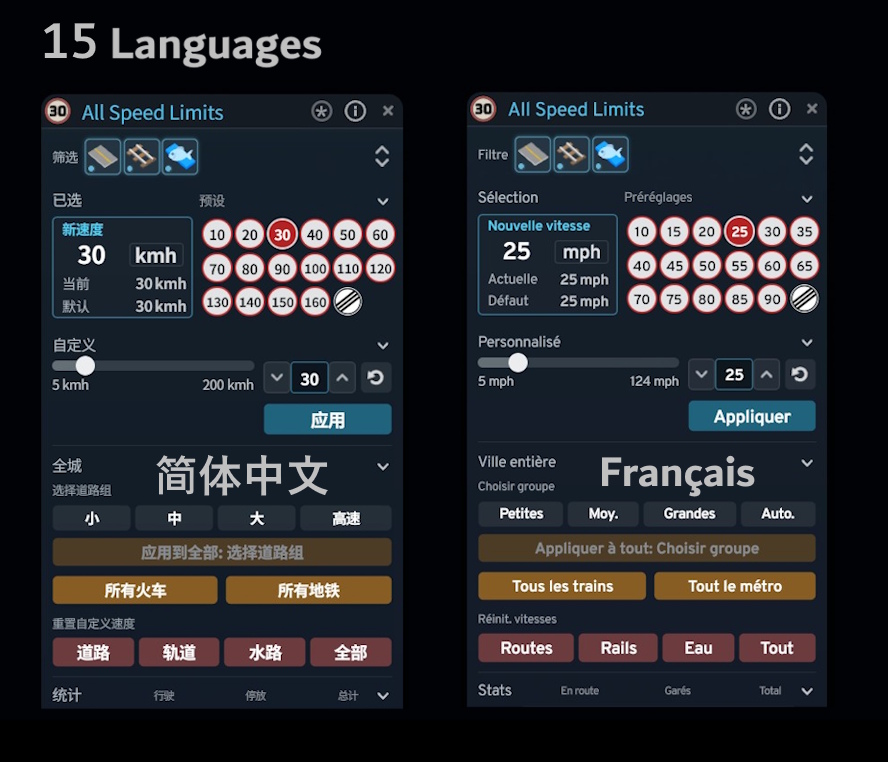 15 Languages
30 All Speed Limits
筛选
已选 预设
新速度
30 kmh
当前 30 kmh
默认 30 kmh
10 20 30 40 50 60
70 80 90 100 110 120
130 140 150 160
自定义
5 kmh 200 kmh 30
应用
全城
简体中文
选择道路组
小 中 大 高速
应用到全部: 选择道路组
所有火车 所有地铁
重置自定义速度
道路 轨道 水路 全部
统计 行驶 停放 总计
30 All Speed Limits
Filtre
Sélection Préréglages
Nouvelle vitesse
25 mph
Actuelle 25 mph
Défaut 25 mph
10 15 20 25 30 35
40 45 50 55 60 65
70 75 80 85 90
Personnalisé
5 mph 124 mph 25
Appliquer
Ville entière
Français
Choisir groupe
Petites Moy. Grandes Auto.
Appliquer à tout: Choisir groupe
Tous les trains Tout le métro
Réinit. vitesses
Routes Rails Eau Tout
Stats En route Garés Total